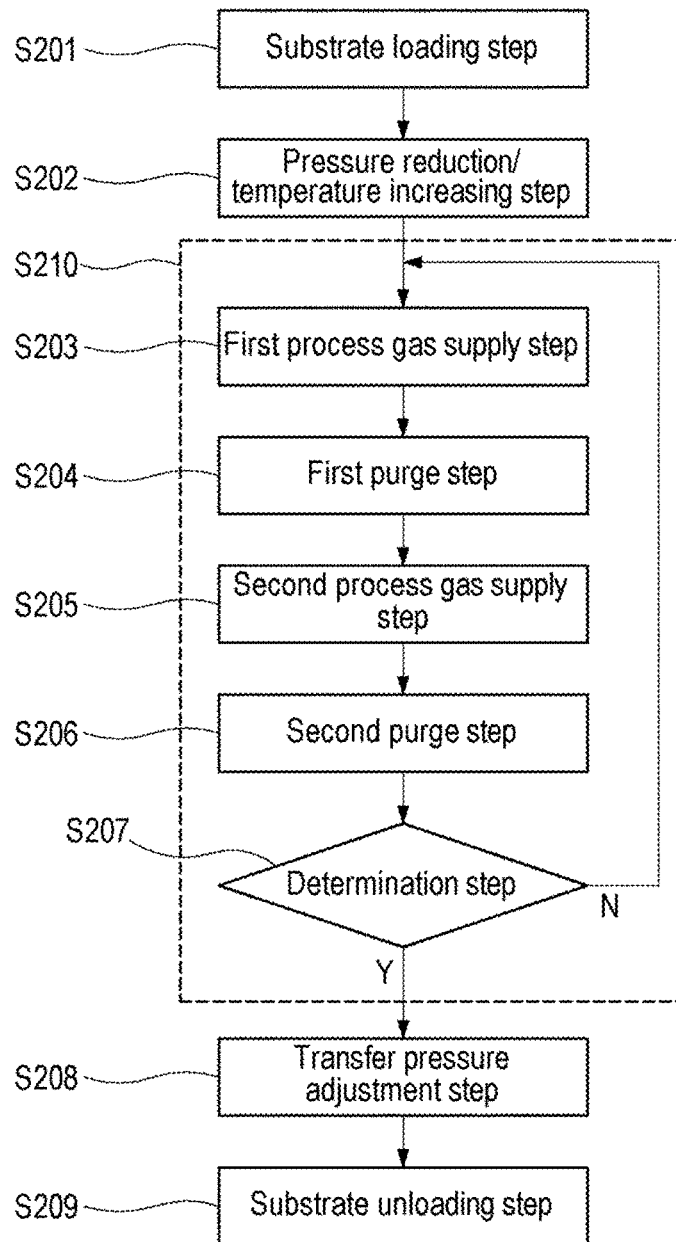 S201
Substrate loading step
S202
Pressure reduction/
temperature increasing step
S210
S203
First process gas supply step
S204
First purge step
S205
Second process gas supply
step
S206
Second purge step
S207
Determination step
N
Y
S208
Transfer pressure
adjustment step
S209
Substrate unloading step